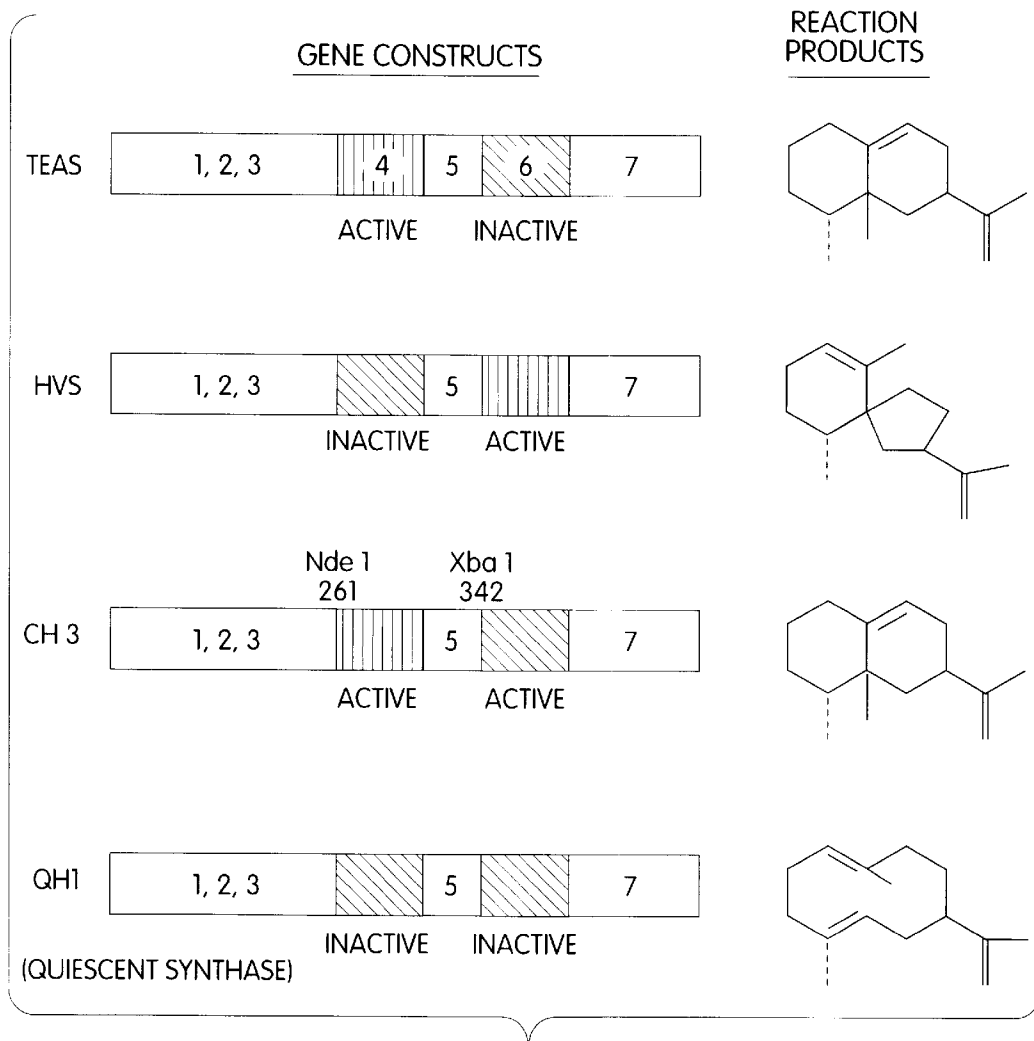 GENE CONSTRUCTS
REACTION
PRODUCTS
TEAS
1, 2, 3
4
5
6
7
ACTIVE
INACTIVE
HVS
1, 2, 3
5
7
INACTIVE
ACTIVE
Nde 1
261
Xba 1
342
CH 3
1, 2, 3
5
7
ACTIVE
ACTIVE
QH1
1, 2, 3
5
7
INACTIVE
INACTIVE
(QUIESCENT SYNTHASE)